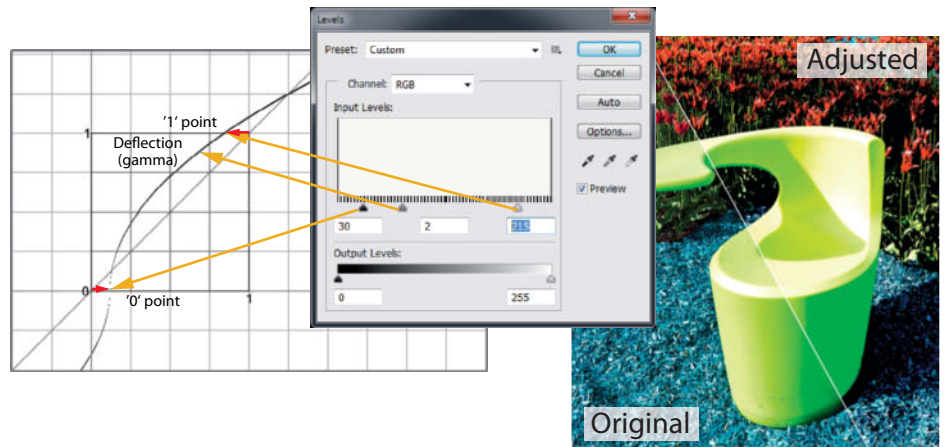 Levels
Preset: Custom
OK
Cancel
Auto
Options...
Preview
Channel: RGB
Input Levels:
30 2 215
Output Levels:
0 255
'1' point
1
Deflection
(gamma)
0
'0' point
1
Adjusted
Original